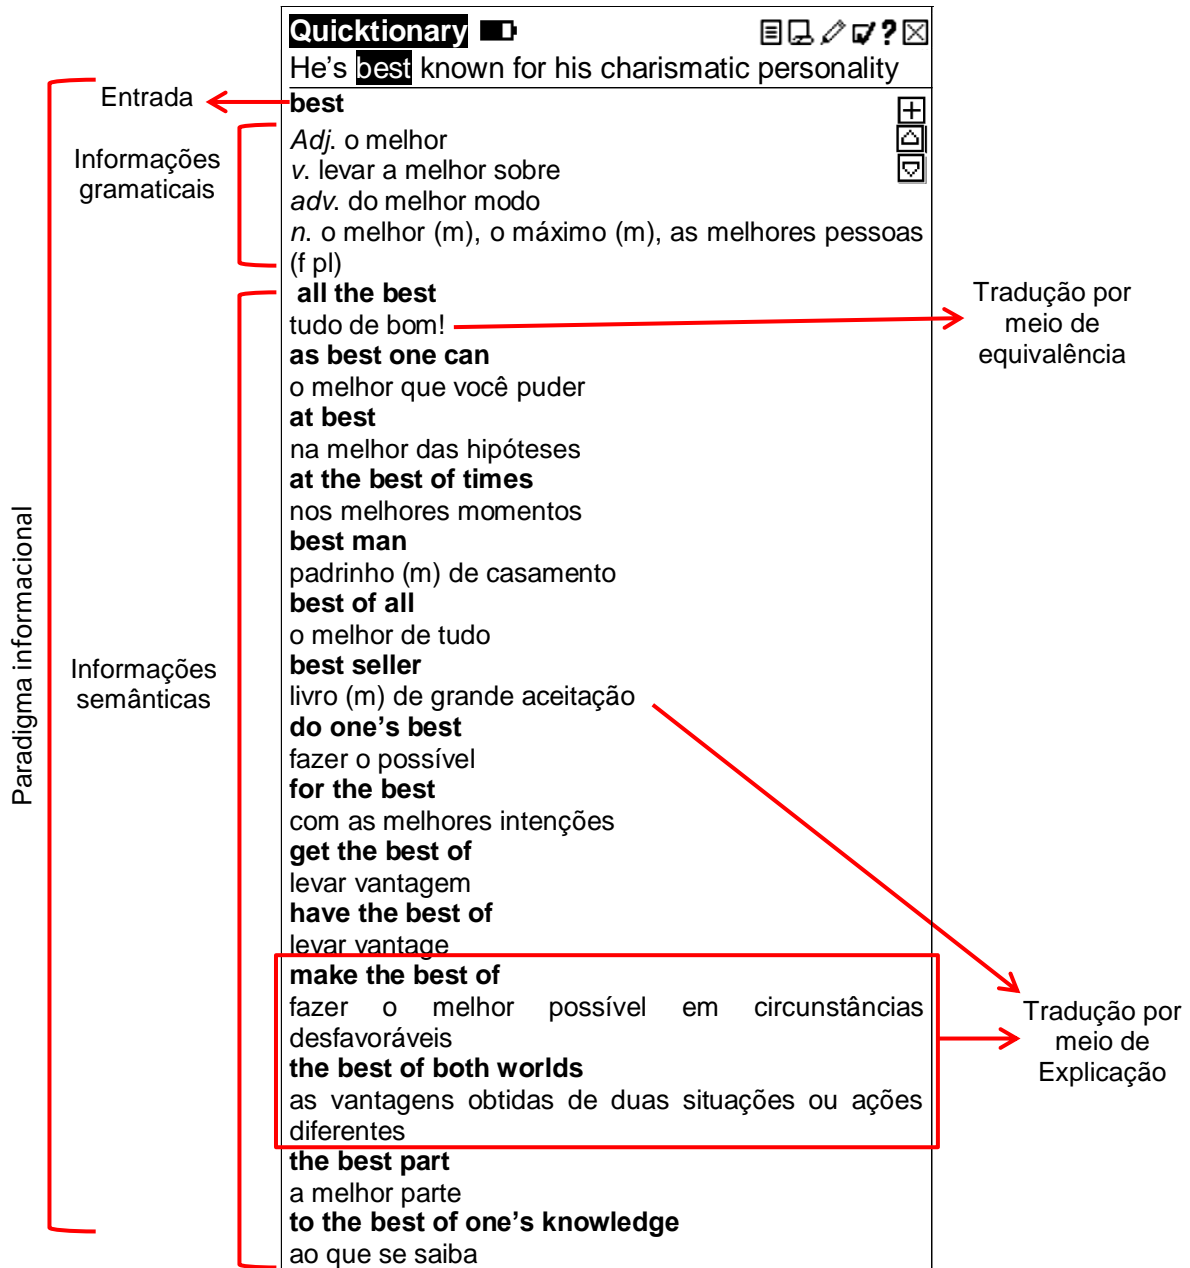 Quicktionary
He's best known for his charismatic personality
Entrada
best
Informações
gramaticais
Adj. o melhor
v. levar a melhor sobre
adv. do melhor modo
n. o melhor (m), o máximo (m), as melhores pessoas
(f pl)
all the best
tudo de bom!
Tradução por
meio de
equivalência
as best one can
o melhor que você puder
at best
na melhor das hipóteses
at the best of times
nos melhores momentos
best man
padrinho (m) de casamento
best of all
o melhor de tudo
Paradigma informacional
Informações
semânticas
best seller
livro (m) de grande aceitação
do one's best
fazer o possível
for the best
com as melhores intenções
get the best of
levar vantagem
have the best of
levar vantage
make the best of
fazer o melhor possível em circunstâncias
desfavoráveis
the best of both worlds
as vantagens obtidas de duas situações ou ações
diferentes
Tradução por
meio de
Explicação
the best part
a melhor parte
to the best of one's knowledge
ao que se saiba